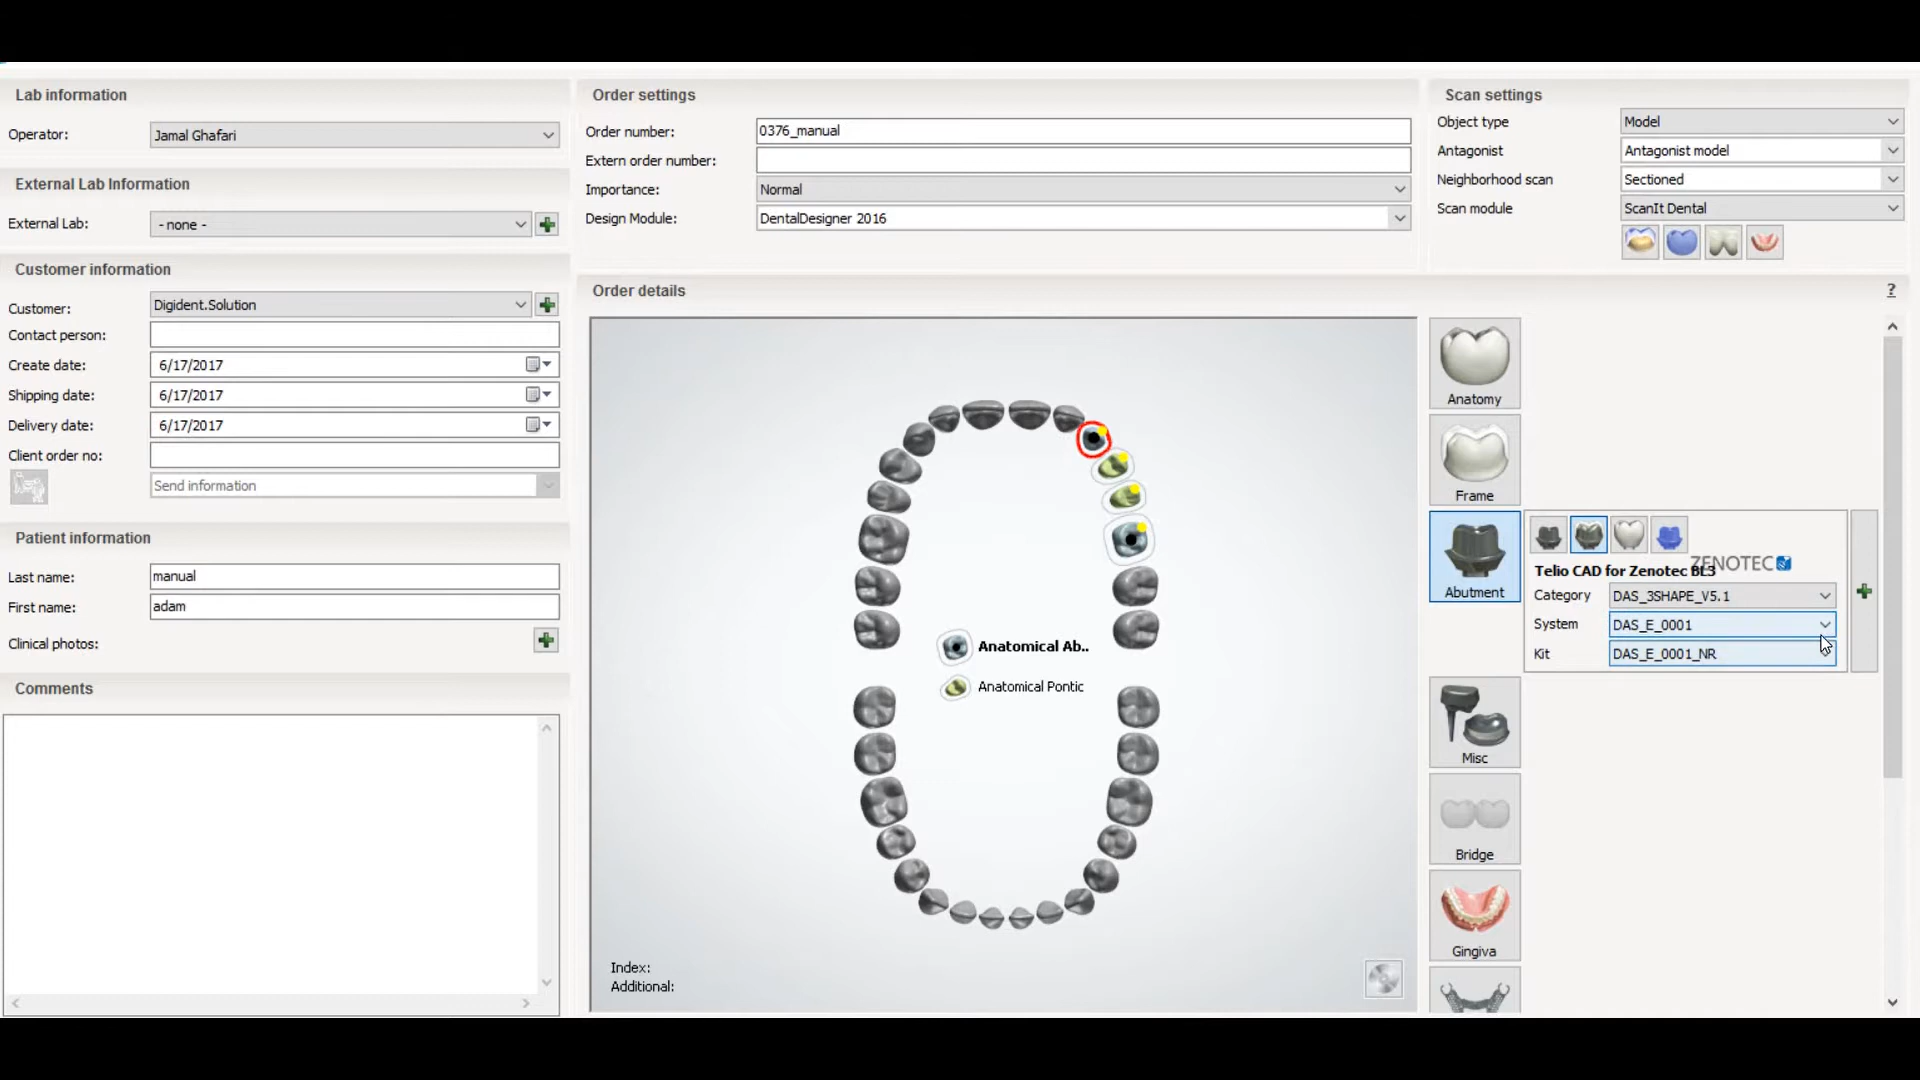 Lab information
Operator:
Jamal Ghafari
External Lab Information
External Lab:
- none -
Customer information
Customer:
Digident.Solution
Contact person:
Create date:
6/17/2017
Shipping date:
6/17/2017
Delivery date:
6/17/2017
Client order no:
Send information
Patient information
Last name:
manual
First name:
adam
Clinical photos:
Comments
Order settings
Order number:
0376_manual
Extern order number:
Importance:
Normal
Design Module:
DentalDesigner 2016
Scan settings
Object type
Model
Antagonist
Antagonist model
Neighborhood scan
Sectioned
Scan module
ScanIt Dental
Order details
?
Anatomical Ab..
Anatomical Pontic
Index:
Additional:
Anatomy
Frame
Abutment
ZENOTEC
Telio CAD for Zenotec BL3
Category
DAS_3SHAPE_V5.1
System
DAS_E_0001
Kit
DAS_E_0001_NR
Misc
Bridge
Gingiva